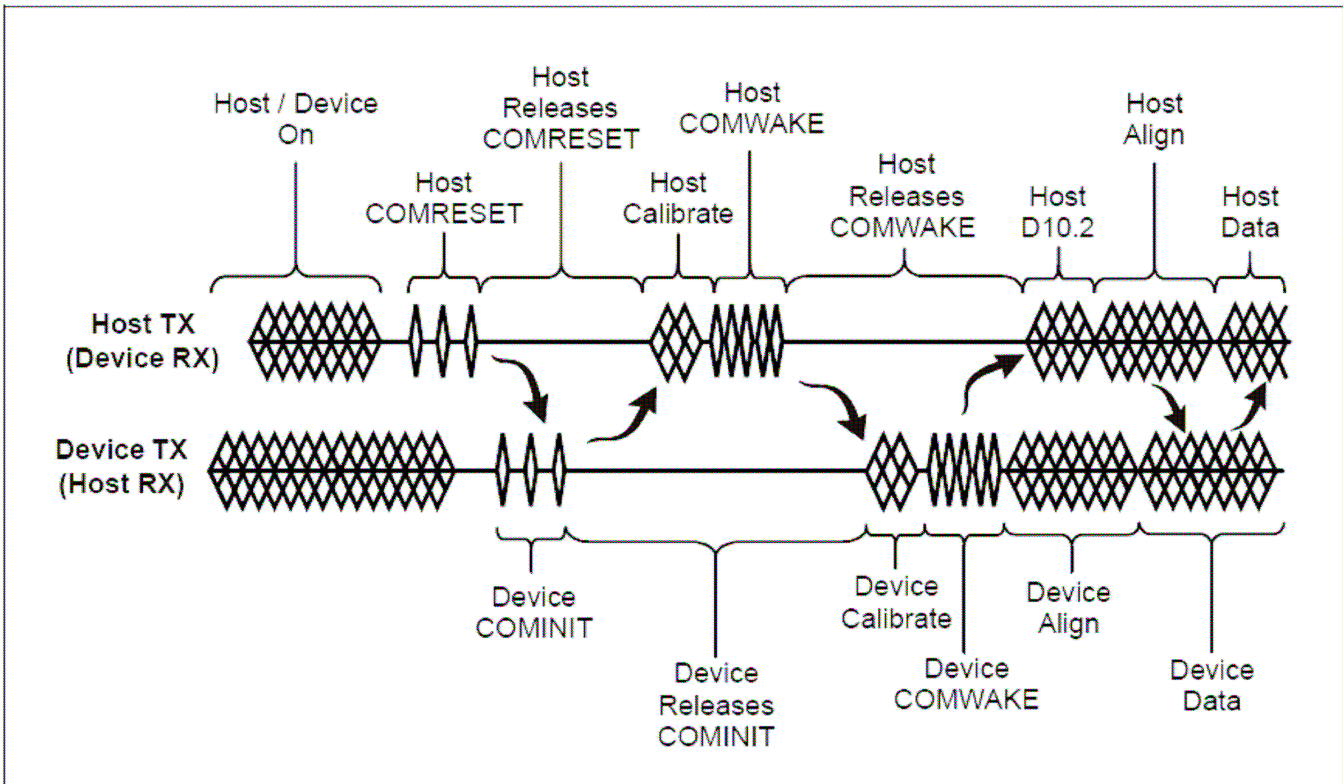 Host / Device
On
Host
COMRESET
Host
Releases
COMRESET
Host
Calibrate
Host
COMWAKE
Host
Releases
COMWAKE
Host
D10.2
Host
Align
Host
Data
Host TX
(Device RX)
Device TX
(Host RX)
Device
COMINIT
Device
Releases
COMINIT
Device
Calibrate
Device
COMWAKE
Device
Align
Device
Data